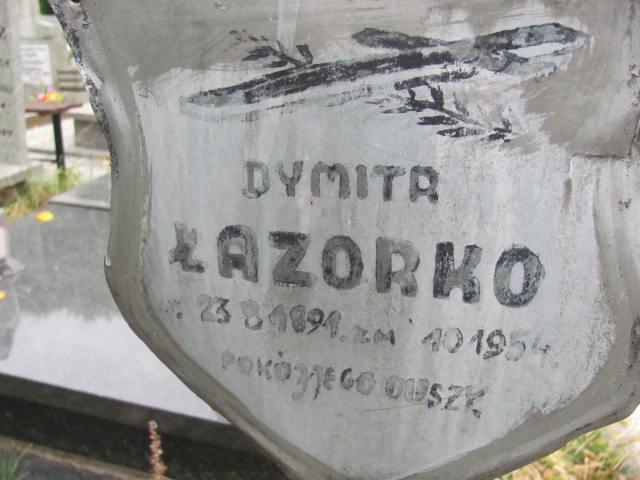 DYMITR
ŁAZORKO
ur. 23 8 1891. zm 10 1954.
POKÓJ JEGO DUSZY